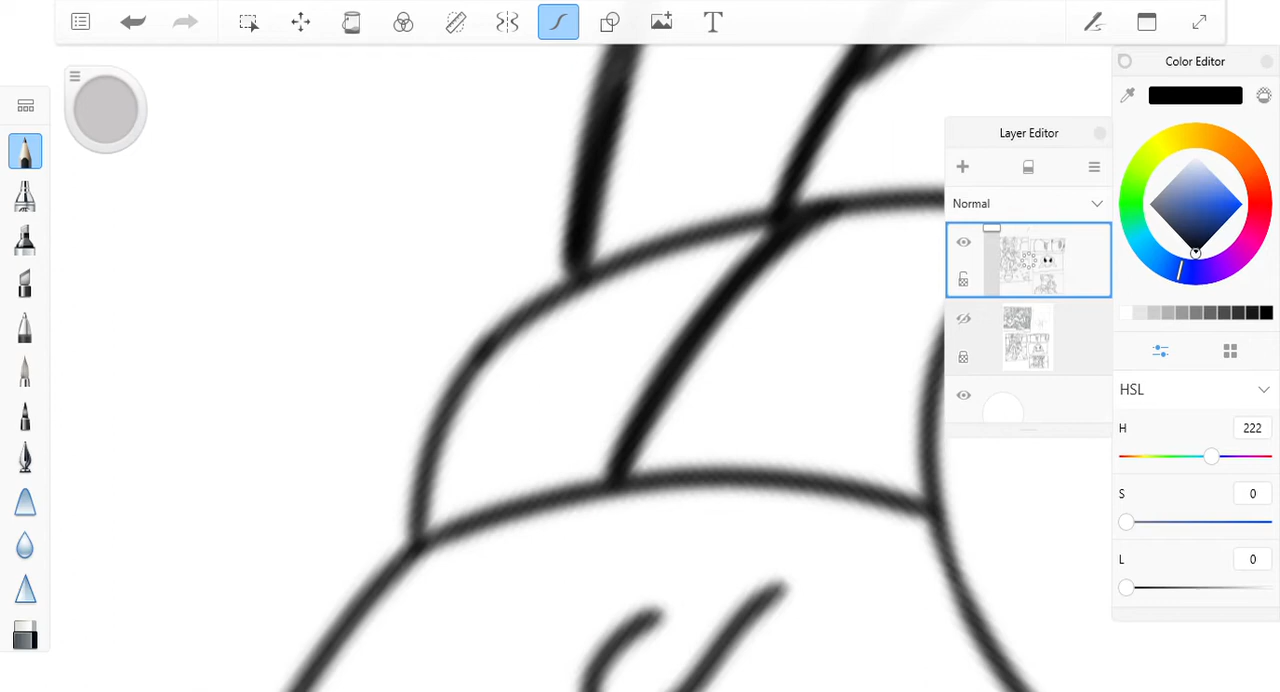 T
Color Editor
Layer Editor
Normal
HSL
H 222
S 0
L 0